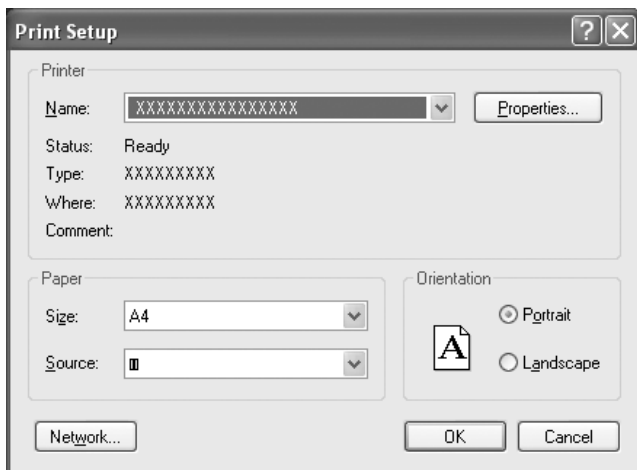 Print Setup
Printer
Name: XXXXXXXXXXXXXXXX Properties...
Status: Ready
Type: XXXXXXXXX
Where: XXXXXXXXX
Comment:
Paper
Size: A4
Source:
Orientation
A
Portrait
Landscape
Network... OK Cancel